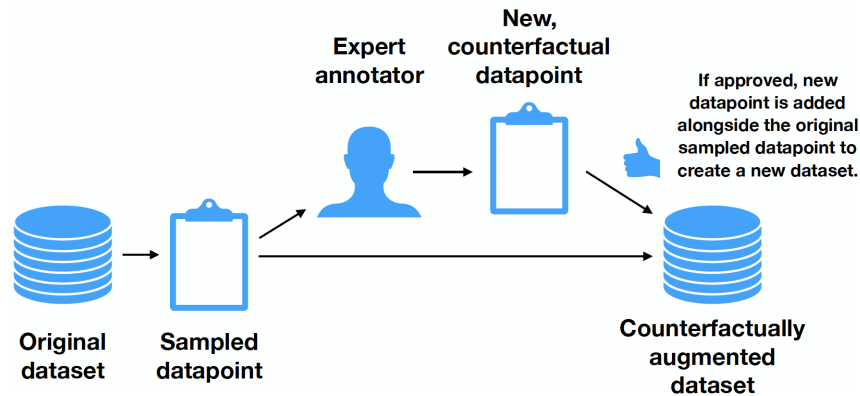 Expert
annotator
New,
counterfactual
datapoint
If approved, new
datapoint is added
alongside the original
sampled datapoint to
create a new dataset.
Original
dataset
Sampled
datapoint
Counterfactually
augmented
dataset